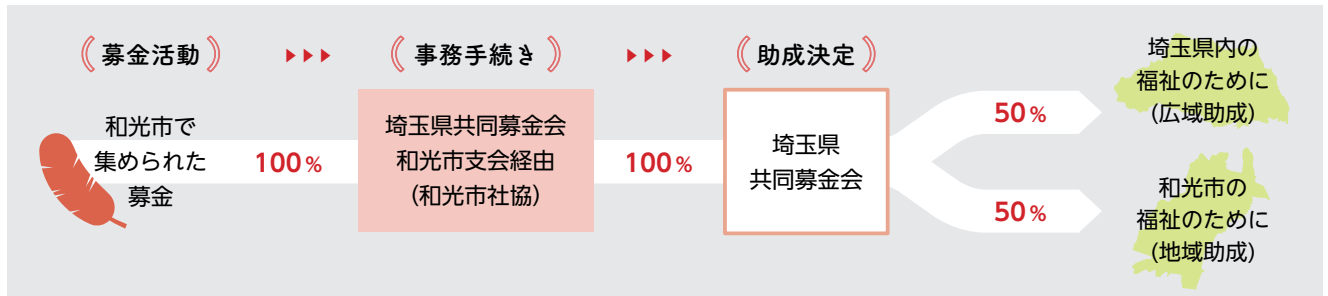 募金活動
事務手続き
助成決定
和光市で
集められた
募金
100%
埼玉県共同募金会
和光市支会経由
(和光市社協)
100%
埼玉県
共同募金会
50%
埼玉県内の
福祉のために
(広域助成)
50%
和光市の
福祉のために
(地域助成)